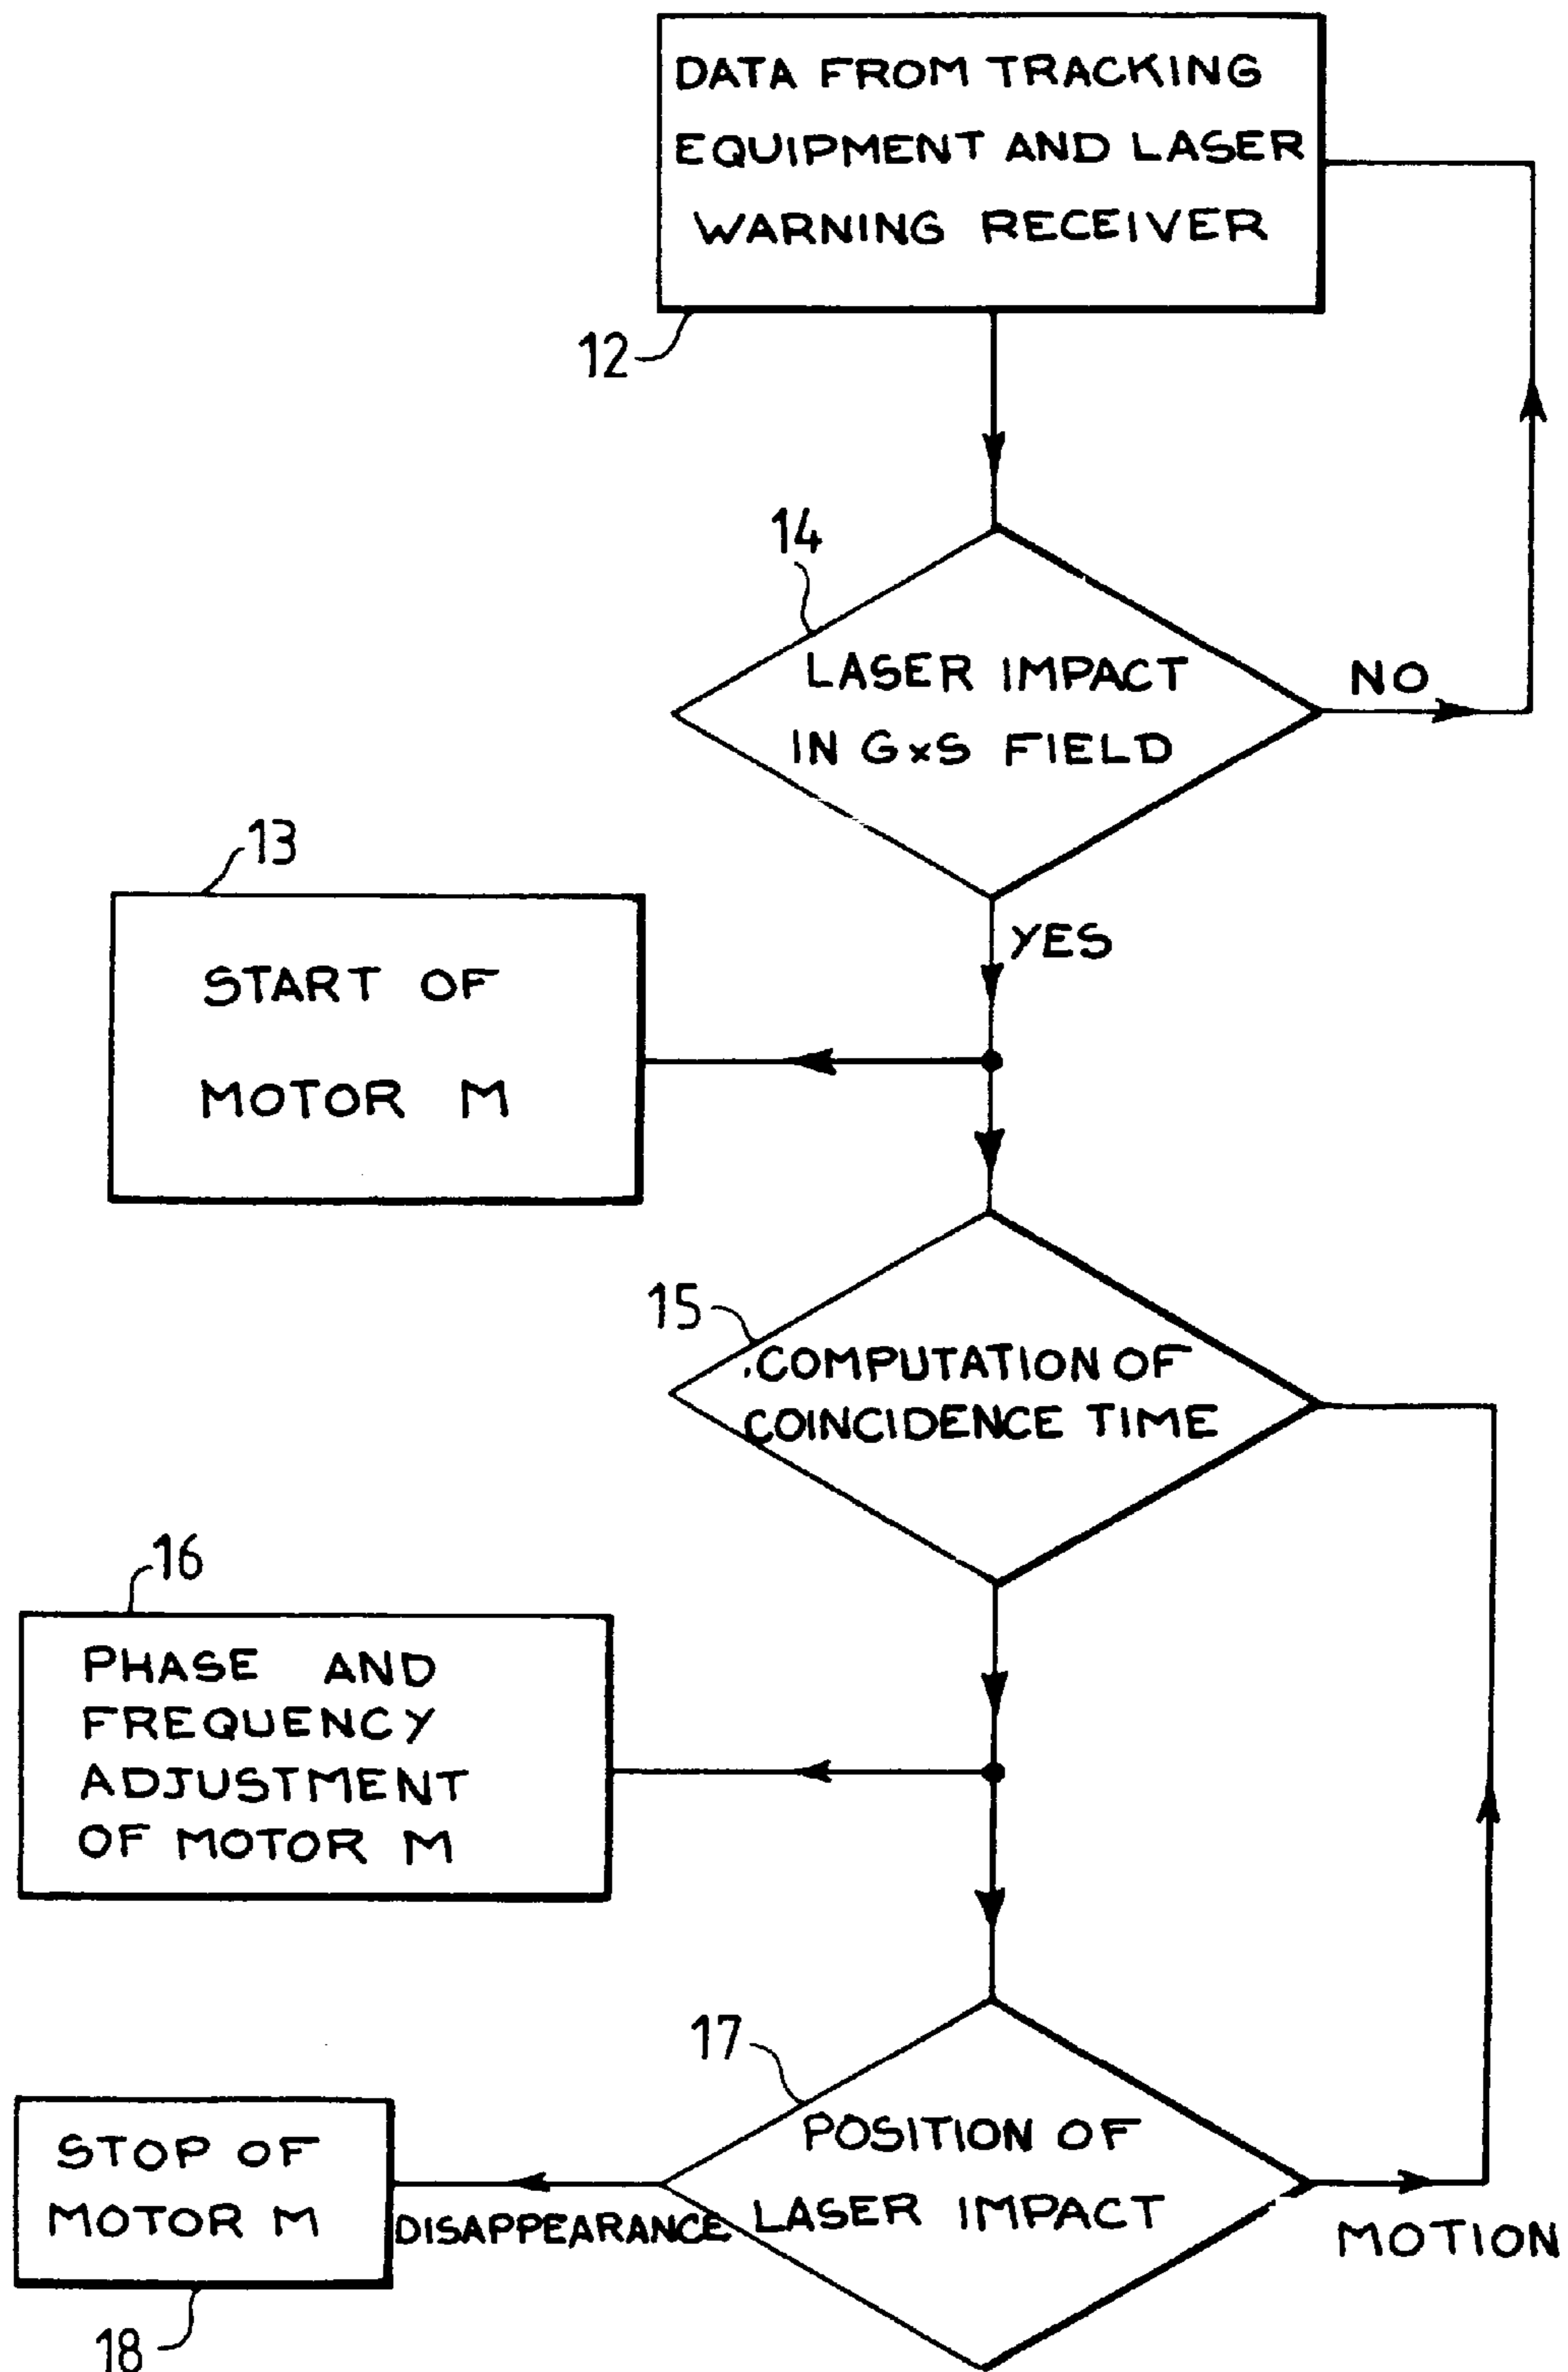 DATA FROM TRACKING
EQUIPMENT AND LASER
WARNING RECEIVER
12
14
LASER IMPACT
IN GxS FIELD
NO
YES
13
START OF
MOTOR M
15
.COMPUTATION OF
COINCIDENCE TIME
16
PHASE AND
FREQUENCY
ADJUSTMENT
OF MOTOR M
17
POSITION OF
LASER IMPACT
MOTION
DISAPPEARANCE
STOP OF
MOTOR M
18